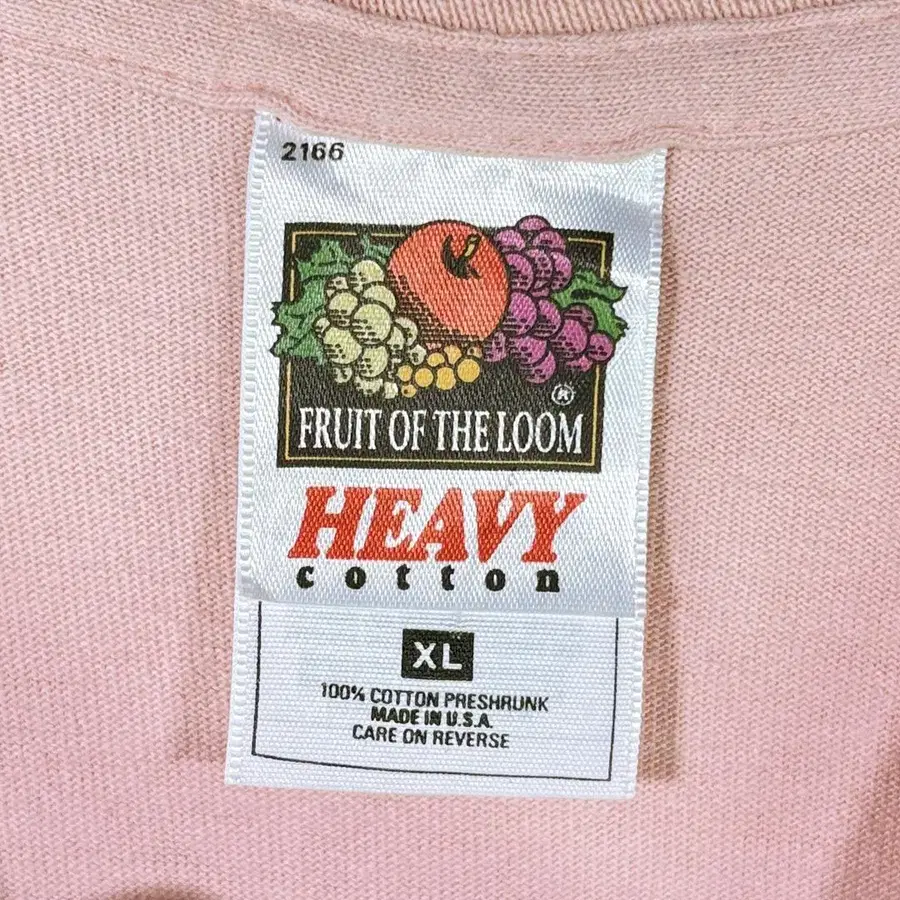 2166
®
FRUIT OF THE LOOM
HEAVY
cotton
XL
100% COTTON PRESHRUNK
MADE IN U.S.A.
CARE ON REVERSE